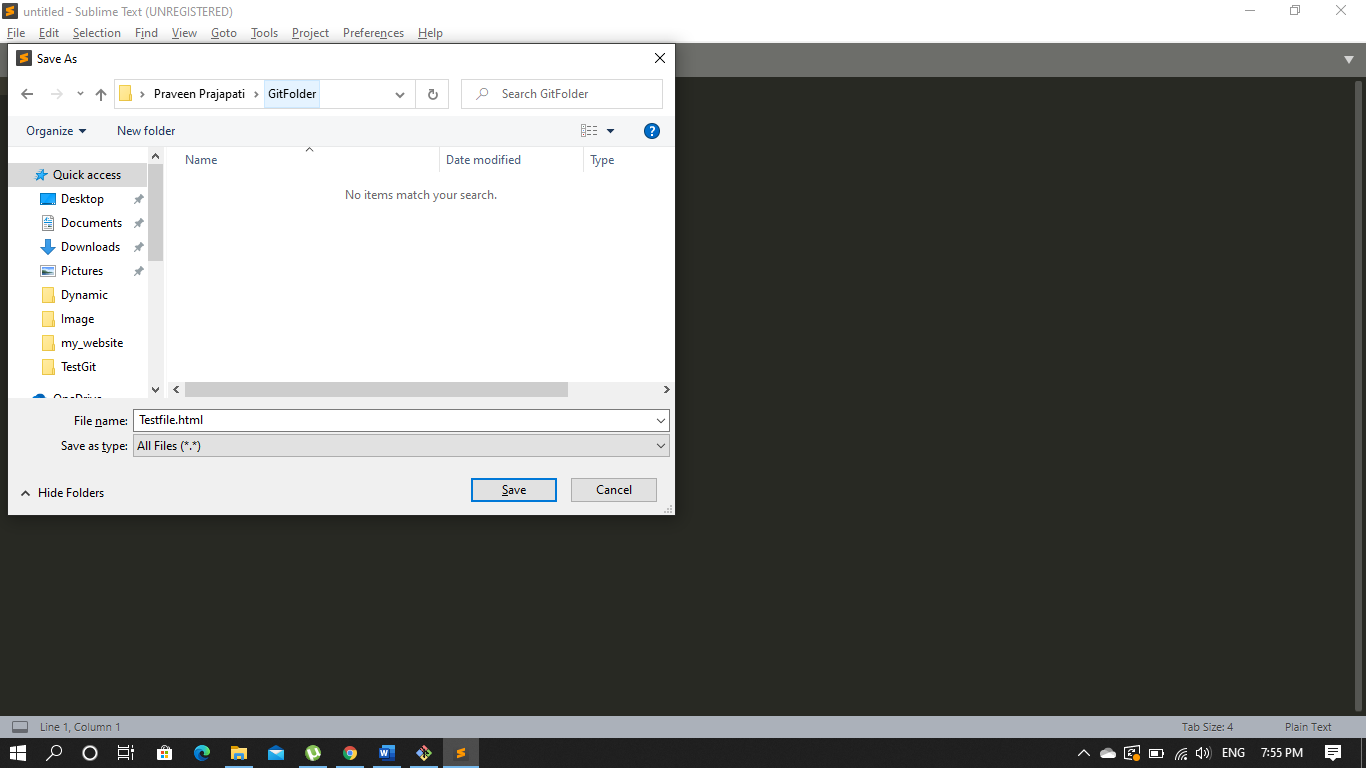 untitled - Sublime Text (UNREGISTERED)
File Edit Selection Find View Goto Tools Project Preferences Help
Save As
Praveen Prajapati GitFolder
Search GitFolder
Organize New folder
Name Date modified Type
No items match your search.
Quick access
Desktop
Documents
Downloads
Pictures
Dynamic
Image
my_website
TestGit
OneDrive
File name: Testfile.html
Save as type: All Files (*.*)
Hide Folders Save Cancel
Line 1, Column 1 Tab Size: 4 Plain Text
ENG 7:55 PM